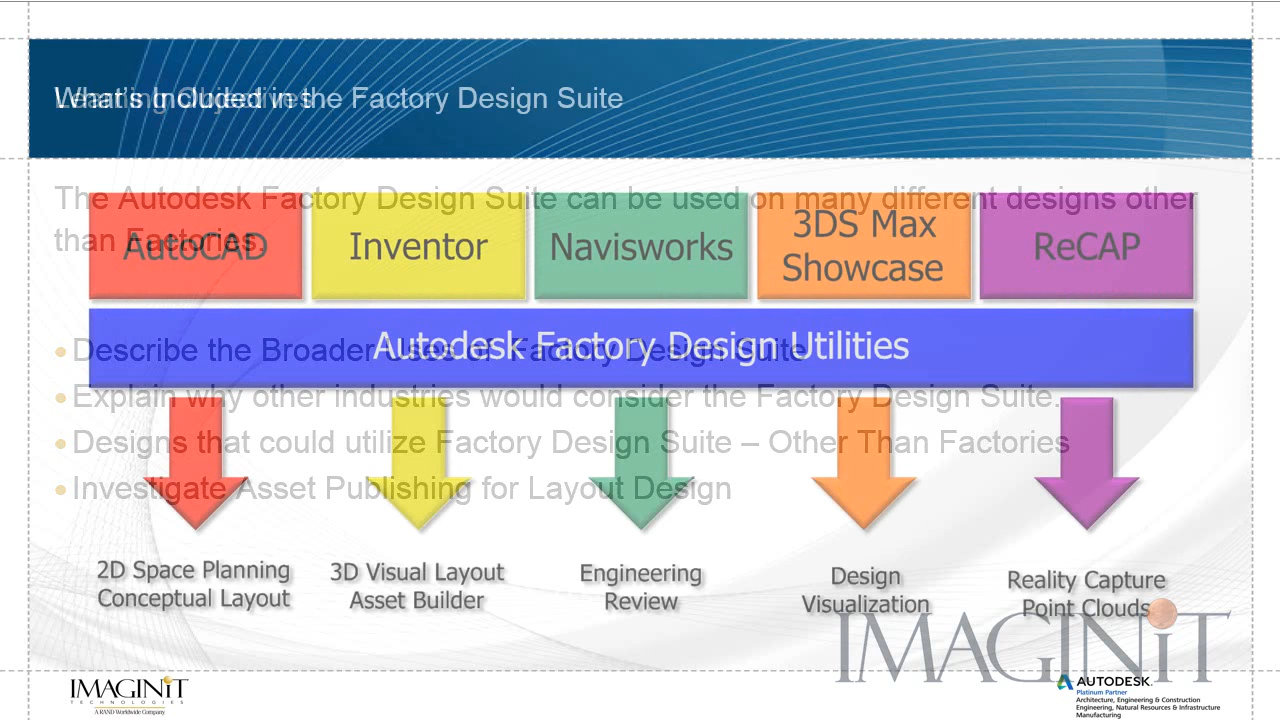 What's Included in the Factory Design Suite
Learning Objectives
The Autodesk Factory Design Suite can be used on many different designs other
than Factories.
AutoCAD
Inventor
Navisworks
3DS Max
Showcase
ReCAP
Autodesk Factory Design Utilities
Describe the Broader Uses of Factory Design Suite
Explain why other industries would consider the Factory Design Suite.
Designs that could utilize Factory Design Suite – Other Than Factories
Investigate Asset Publishing for Layout Design
2D Space Planning
Conceptual Layout
3D Visual Layout
Asset Builder
Engineering
Review
Design
Visualization
Reality Capture
Point Clouds
IMAGINiT
IMAGINiT
TECHNOLOGIES
A RAND Worldwide Company
AUTODESK.
Platinum Partner
Architecture, Engineering & Construction
Engineering, Natural Resources & Infrastructure
Manufacturing